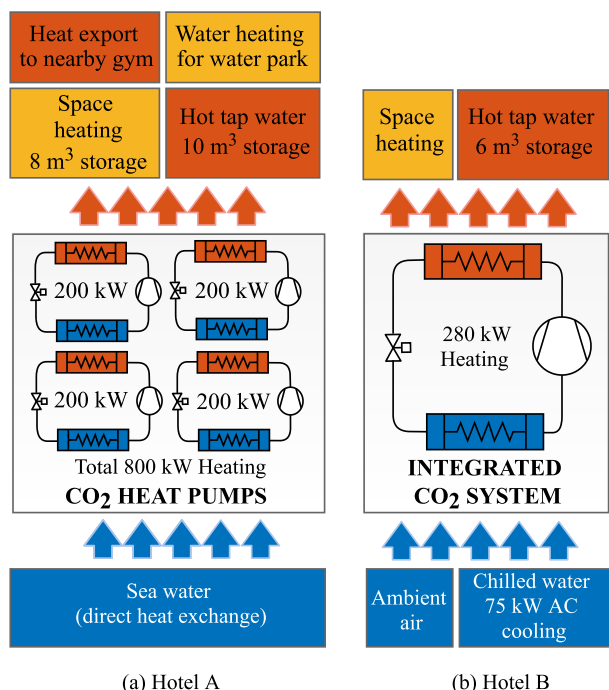 Heat export
to nearby gym
Water heating
for water park
Space
heating
8 m³ storage
Hot tap water
10 m³ storage
200 kW
200 kW
200 kW
200 kW
Total 800 kW Heating
CO₂ HEAT PUMPS
Sea water
(direct heat exchange)
(a) Hotel A
Space
heating
Hot tap water
6 m³ storage
280 kW
Heating
INTEGRATED
CO₂ SYSTEM
Ambient
air
Chilled water
75 kW AC
cooling
(b) Hotel B